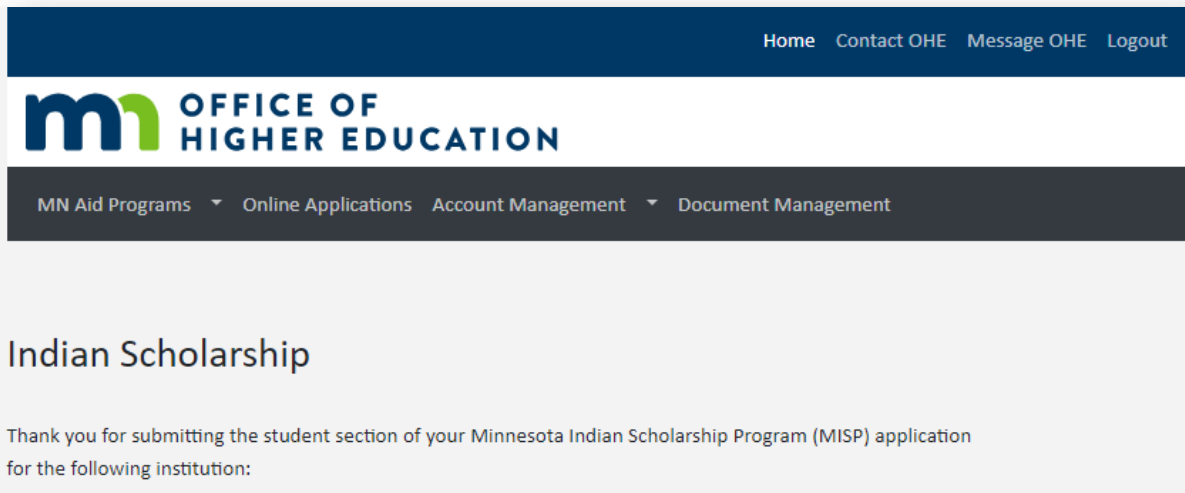 Home Contact OHE Message OHE Logout
mn OFFICE OF
HIGHER EDUCATION
MN Aid Programs Online Applications Account Management Document Management
Indian Scholarship
Thank you for submitting the student section of your Minnesota Indian Scholarship Program (MISP) application
for the following institution: